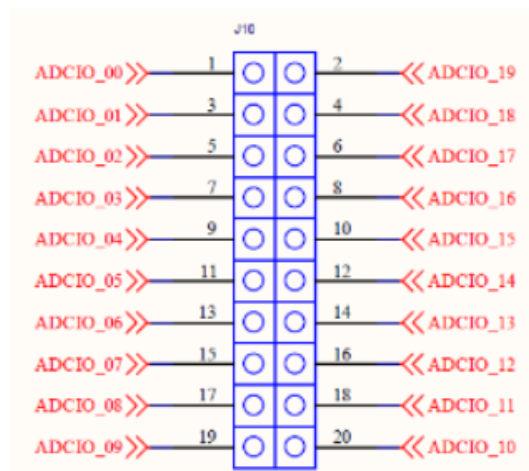 J10
ADCIO_00 1 2 ADCIO_19
ADCIO_01 3 4 ADCIO_18
ADCIO_02 5 6 ADCIO_17
ADCIO_03 7 8 ADCIO_16
ADCIO_04 9 10 ADCIO_15
ADCIO_05 11 12 ADCIO_14
ADCIO_06 13 14 ADCIO_13
ADCIO_07 15 16 ADCIO_12
ADCIO_08 17 18 ADCIO_11
ADCIO_09 19 20 ADCIO_10